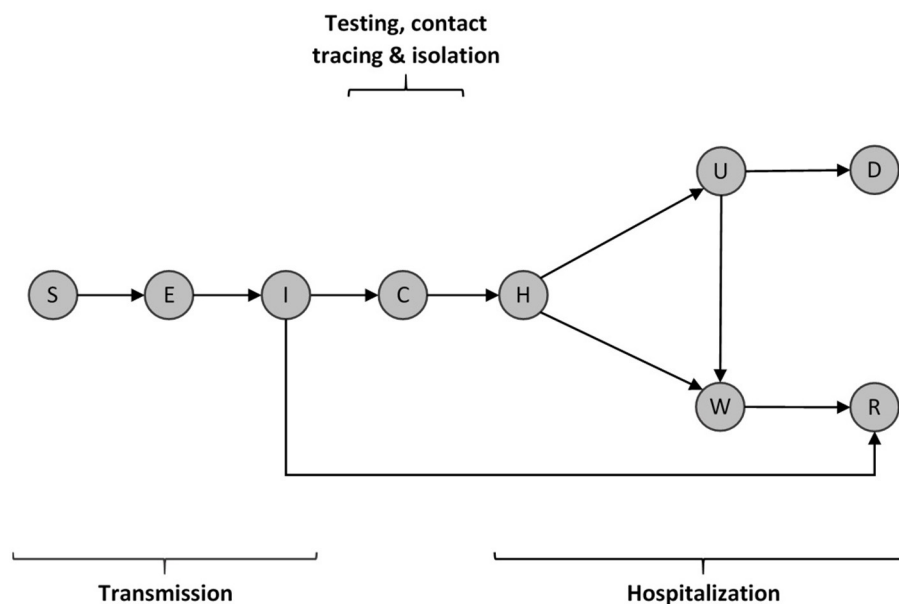 Testing, contact
tracing & isolation
U
D
S
E
I
C
H
W
R
Transmission
Hospitalization